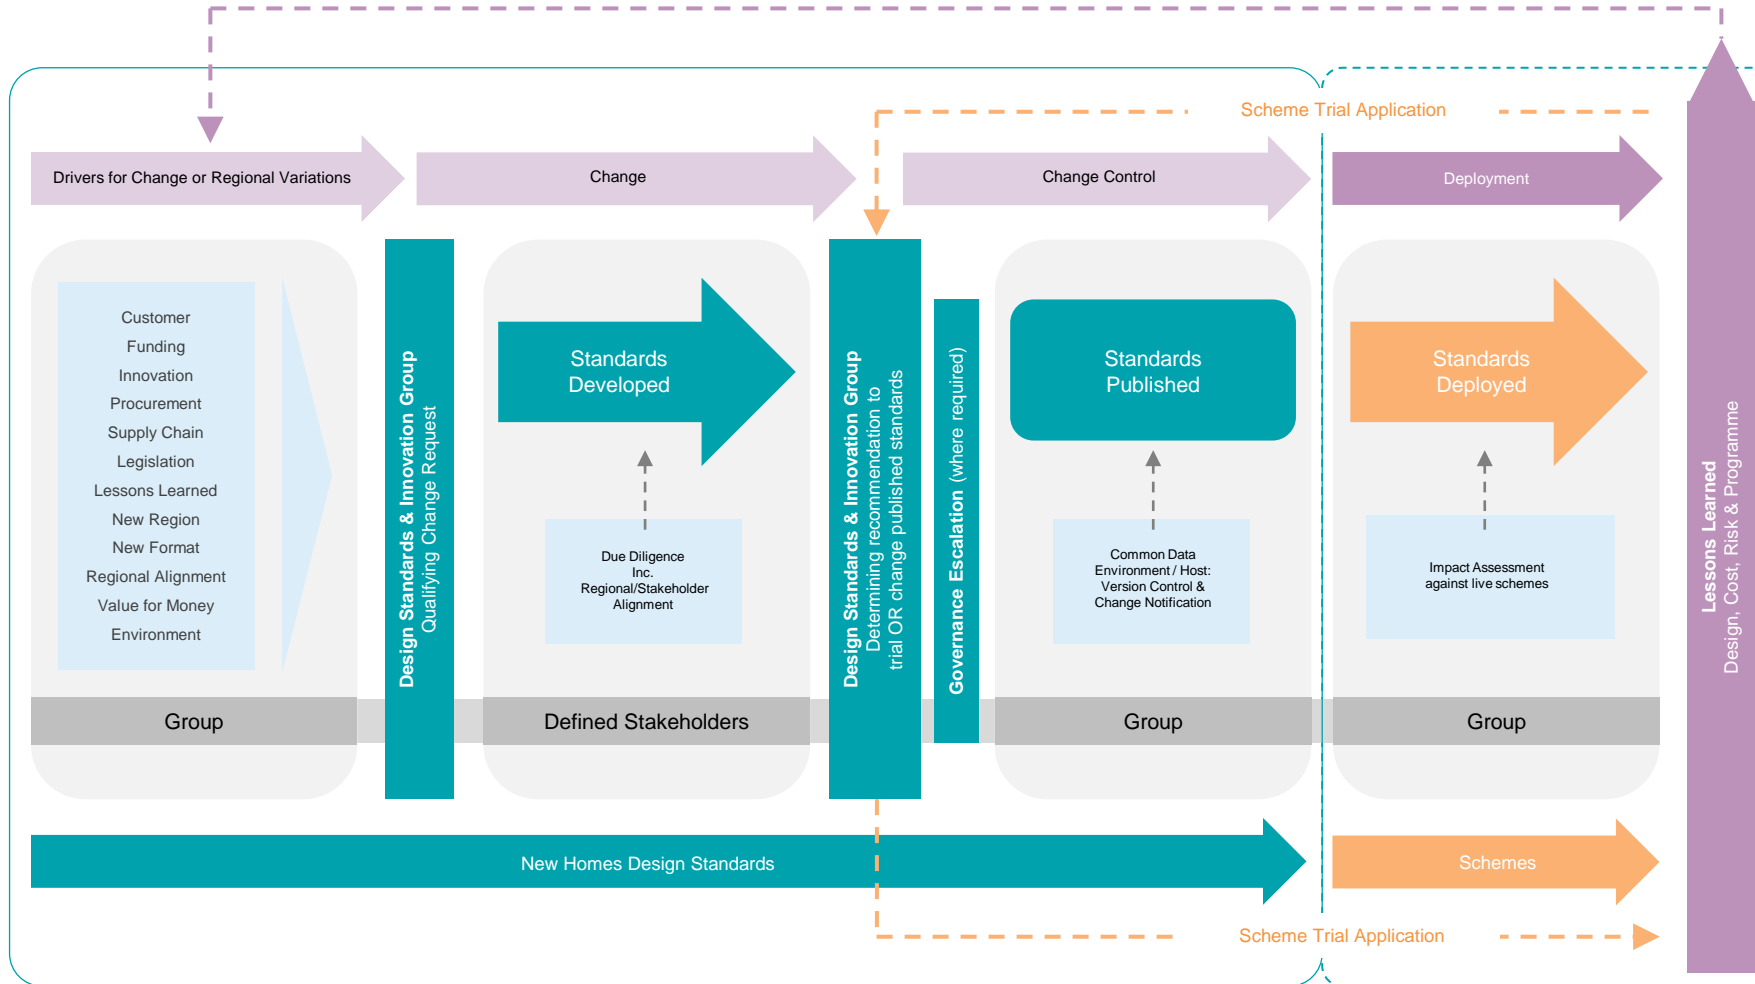 Scheme Trial Application
Drivers for Change or Regional Variations
Change
Change Control
Deployment
Customer
Funding
Innovation
Procurement
Supply Chain
Legislation
Lessons Learned
New Region
New Format
Regional Alignment
Value for Money
Environment
Design Standards & Innovation Group
Qualifying Change Request
Standards
Developed
Due Diligence
Inc.
Regional/Stakeholder
Alignment
Design Standards & Innovation Group
Determining recommendation to
trial OR change published standards
Governance Escalation (where required)
Standards
Published
Common Data
Environment / Host:
Version Control &
Change Notification
Standards
Deployed
Impact Assessment
against live schemes
Lessons Learned
Design, Cost, Risk & Programme
Group
Defined Stakeholders
Group
Group
New Homes Design Standards
Schemes
Scheme Trial Application